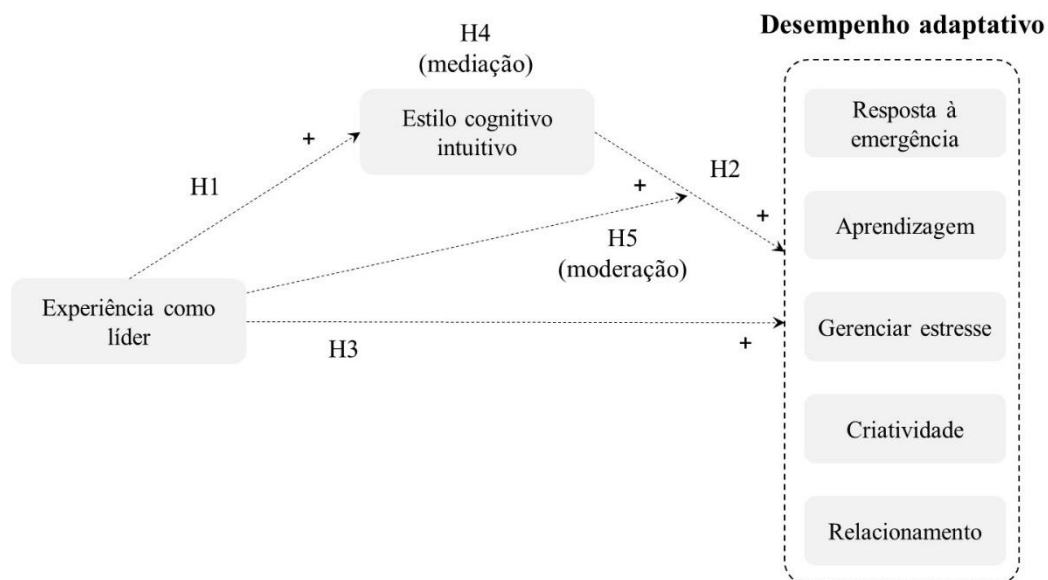 Desempenho adaptativo
H4
(mediação)
Estilo cognitivo
intuitivo
+
H1
+
H2
+
H5
(moderação)
Experiência como
líder
H3
+
Resposta à
emergência
Aprendizagem
Gerenciar estresse
Criatividade
Relacionamento